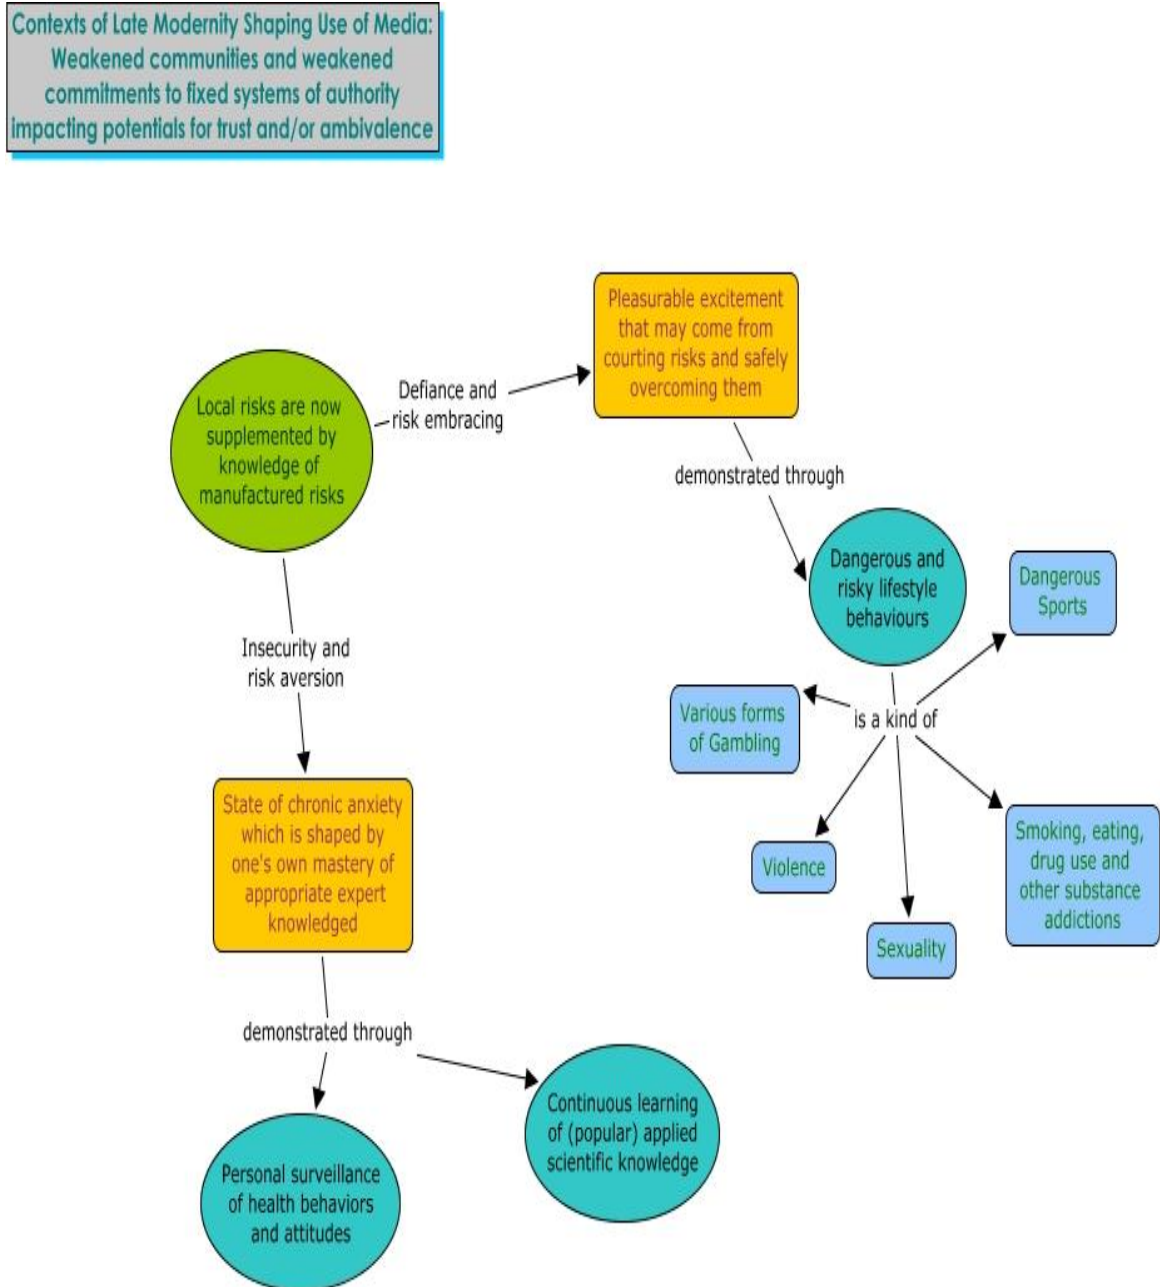 Contexts of Late Modernity Shaping Use of Media:
Weakened communities and weakened
commitments to fixed systems of authority
impacting potentials for trust and/or ambivalence
Pleasurable excitement
that may come from
courting risks and safely
overcoming them
Defiance and
risk embracing
Local risks are now
supplemented by
knowledge of
manufactured risks
demonstrated through
Dangerous and
risky lifestyle
behaviours
Dangerous
Sports
is a kind of
Various forms
of Gambling
Violence
Sexuality
Smoking, eating,
drug use and
other substance
addictions
Insecurity and
risk aversion
State of chronic anxiety
which is shaped by
one's own mastery of
appropriate expert
knowledged
demonstrated through
Continuous learning
of (popular) applied
scientific knowledge
Personal surveillance
of health behaviors
and attitudes